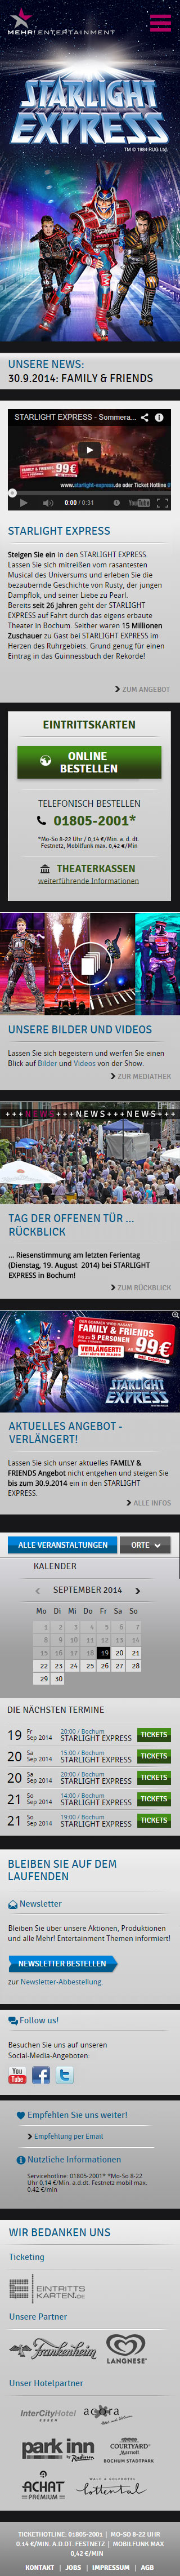 MEHR! ENTERTAINMENT
STARLIGHT
EXPRESS
TM © 1984 RUG Ltd.
UNSERE NEWS:
30.9.2014: FAMILY & FRIENDS
STARLIGHT EXPRESS - Sommera...
99€
www.starlight-express.de oder Ticket Hotline
0:00 / 0:31
YouTube
STARLIGHT EXPRESS
Steigen Sie ein in den STARLIGHT EXPRESS.
Lassen Sie sich mitreißen vom rasantesten
Musical des Universums und erleben Sie die
bezaubernde Geschichte von Rusty, der jungen
Dampflok, und seiner Liebe zu Pearl.
Bereits seit 26 Jahren geht der STARLIGHT
EXPRESS auf Fahrt durch das eigens erbaute
Theater in Bochum. Seither waren 15 Millionen
Zuschauer zu Gast bei STARLIGHT EXPRESS im
Herzen des Ruhrgebiets. Grund genug für einen
Eintrag in das Guinnessbuch der Rekorde!
ZUM ANGEBOT
EINTRITTSKARTEN
ONLINE
BESTELLEN
TELEFONISCH BESTELLEN
01805-2001*
*Mo-So 8-22 Uhr / 0,14 €/Min. a. d. dt.
Festnetz, Mobilfunk max. 0,42 €/Min
THEATERKASSEN
weiterführende Informationen
UNSERE BILDER UND VIDEOS
Lassen Sie sich begeistern und werfen Sie einen
Blick auf Bilder und Videos von der Show.
ZUR MEDIATHEK
+++NEWS+++NEWS+++NEWS+++
TAG DER OFFENEN TÜR ...
RÜCKBLICK
... Riesenstimmung am letzten Ferientag
(Dienstag, 19. August 2014) bei STARLIGHT
EXPRESS in Bochum!
ZUM RÜCKBLICK
FAMILY & FRIENDS
BIS ZU 5 PERSONEN
VERLÄNGERT!
99€
STARLIGHT
EXPRESS
AKTUELLES ANGEBOT -
VERLÄNGERT!
Lassen Sie sich unser aktuelles FAMILY &
FRIENDS Angebot nicht entgehen und steigen Sie
bis zum 30.9.2014 ein in den STARLIGHT
EXPRESS.
ALLE INFOS
ALLE VERANSTALTUNGEN ORTE
KALENDER
SEPTEMBER 2014
Mo Di Mi Do Fr Sa So
1 2 3 4 5 6 7
8 9 10 11 12 13 14
15 16 17 18 19 20 21
22 23 24 25 26 27 28
29 30
DIE NÄCHSTEN TERMINE
19 Fr Sep 2014 20:00 / Bochum STARLIGHT EXPRESS TICKETS
20 Sa Sep 2014 15:00 / Bochum STARLIGHT EXPRESS TICKETS
20 Sa Sep 2014 20:00 / Bochum STARLIGHT EXPRESS TICKETS
21 So Sep 2014 14:00 / Bochum STARLIGHT EXPRESS TICKETS
21 So Sep 2014 19:00 / Bochum STARLIGHT EXPRESS TICKETS
BLEIBEN SIE AUF DEM
LAUFENDEN
Newsletter
Bleiben Sie über unsere Aktionen, Produktionen
und alle Mehr! Entertainment Themen informiert!
NEWSLETTER BESTELLEN
zur Newsletter-Abbestellung.
Follow us!
Besuchen Sie uns auf unseren
Social-Media-Angeboten:
You Tube
Empfehlen Sie uns weiter!
Empfehlung per Email
Nützliche Informationen
Servicehotline: 01805-2001* *Mo-So 8-22
Uhr 0,14 €/Min. a.d.dt. Festnetz mobil max.
0,42 €/min
WIR BEDANKEN UNS
Ticketing
EINTRITTS
KARTEN.DE
Unsere Partner
Frankenheim
LANGNESE
Unser Hotelpartner
InterCityHotel
ESSEN
acora
park inn
by Radisson
COURTYARD
Marriott
BOCHUM STADTPARK
ACHAT
PREMIUM
WALD & GOLFHOTEL
Lottental
TICKETHOTLINE: 01805-2001 | MO-SO 8-22 UHR
0,14 €/MIN. A.D.DT. FESTNETZ | MOBILFUNK MAX
0,42 €/MIN
KONTAKT | JOBS | IMPRESSUM | AGB